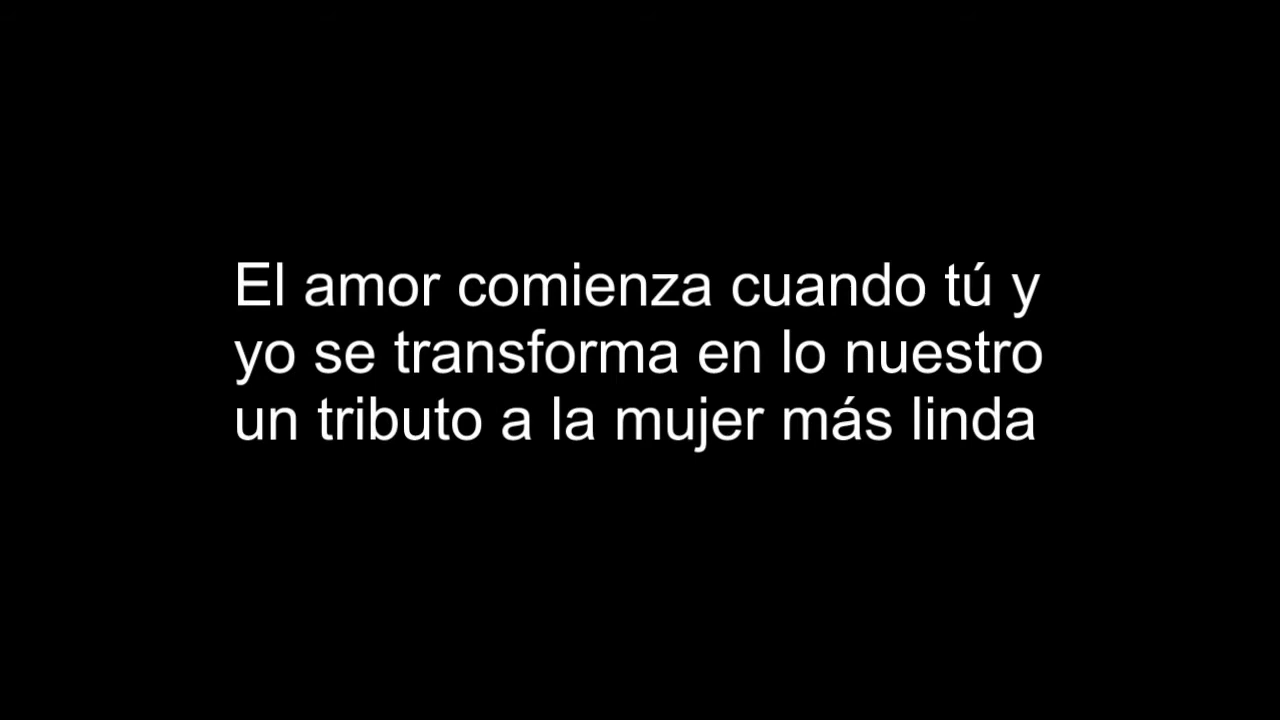 El amor comienza cuando tú y
yo se transforma en lo nuestro
un tributo a la mujer más linda